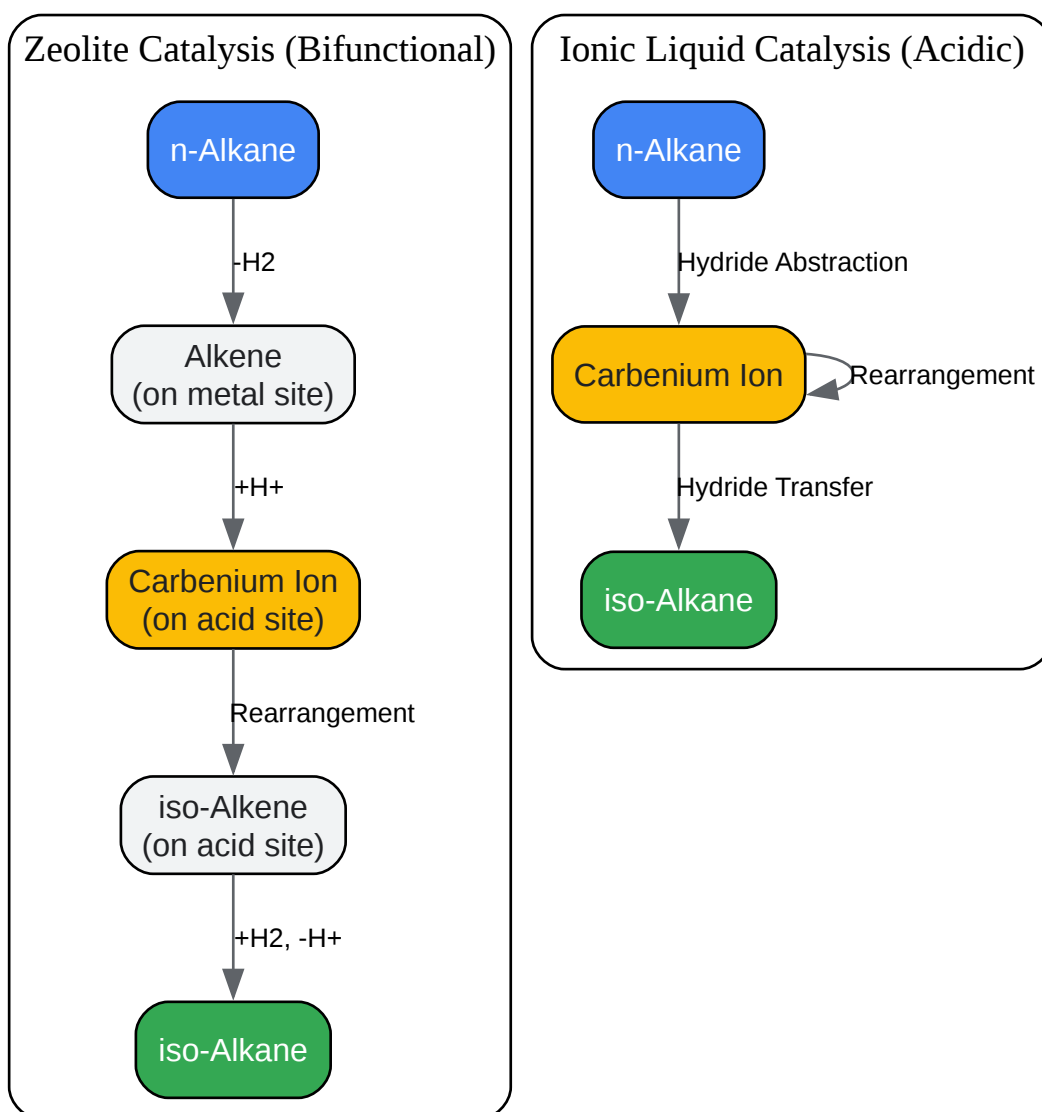 Zeolite Catalysis (Bifunctional)
n-Alkane
-H2
Alkene
(on metal site)
+H+
Carbenium Ion
(on acid site)
Rearrangement
iso-Alkene
(on acid site)
+H2, -H+
iso-Alkane
Ionic Liquid Catalysis (Acidic)
n-Alkane
Hydride Abstraction
Carbenium Ion
Rearrangement
Hydride Transfer
iso-Alkane